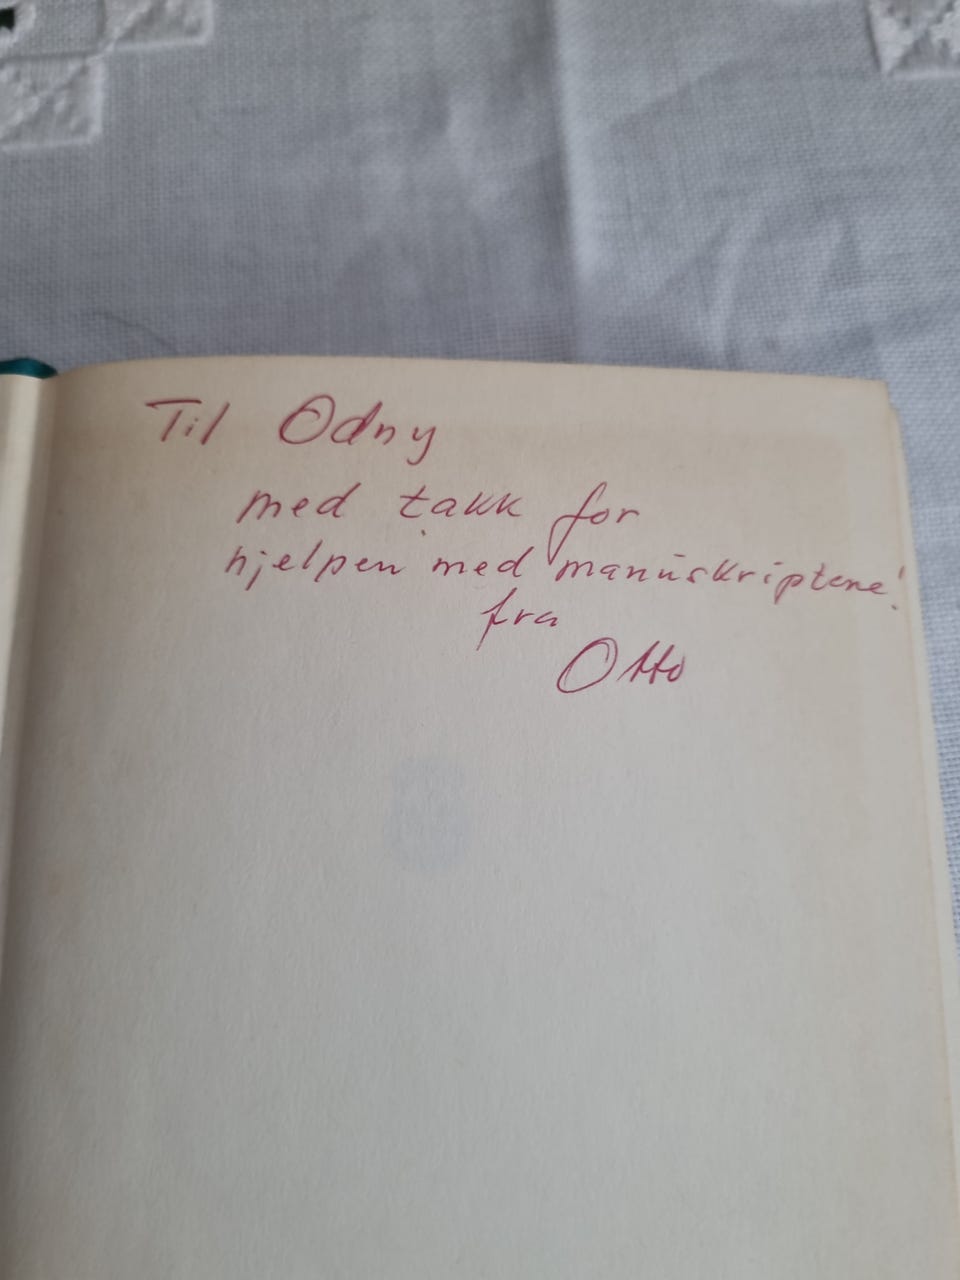 Til Odny
med takk for
hjelpen med manuskriptene!
fra
Otto